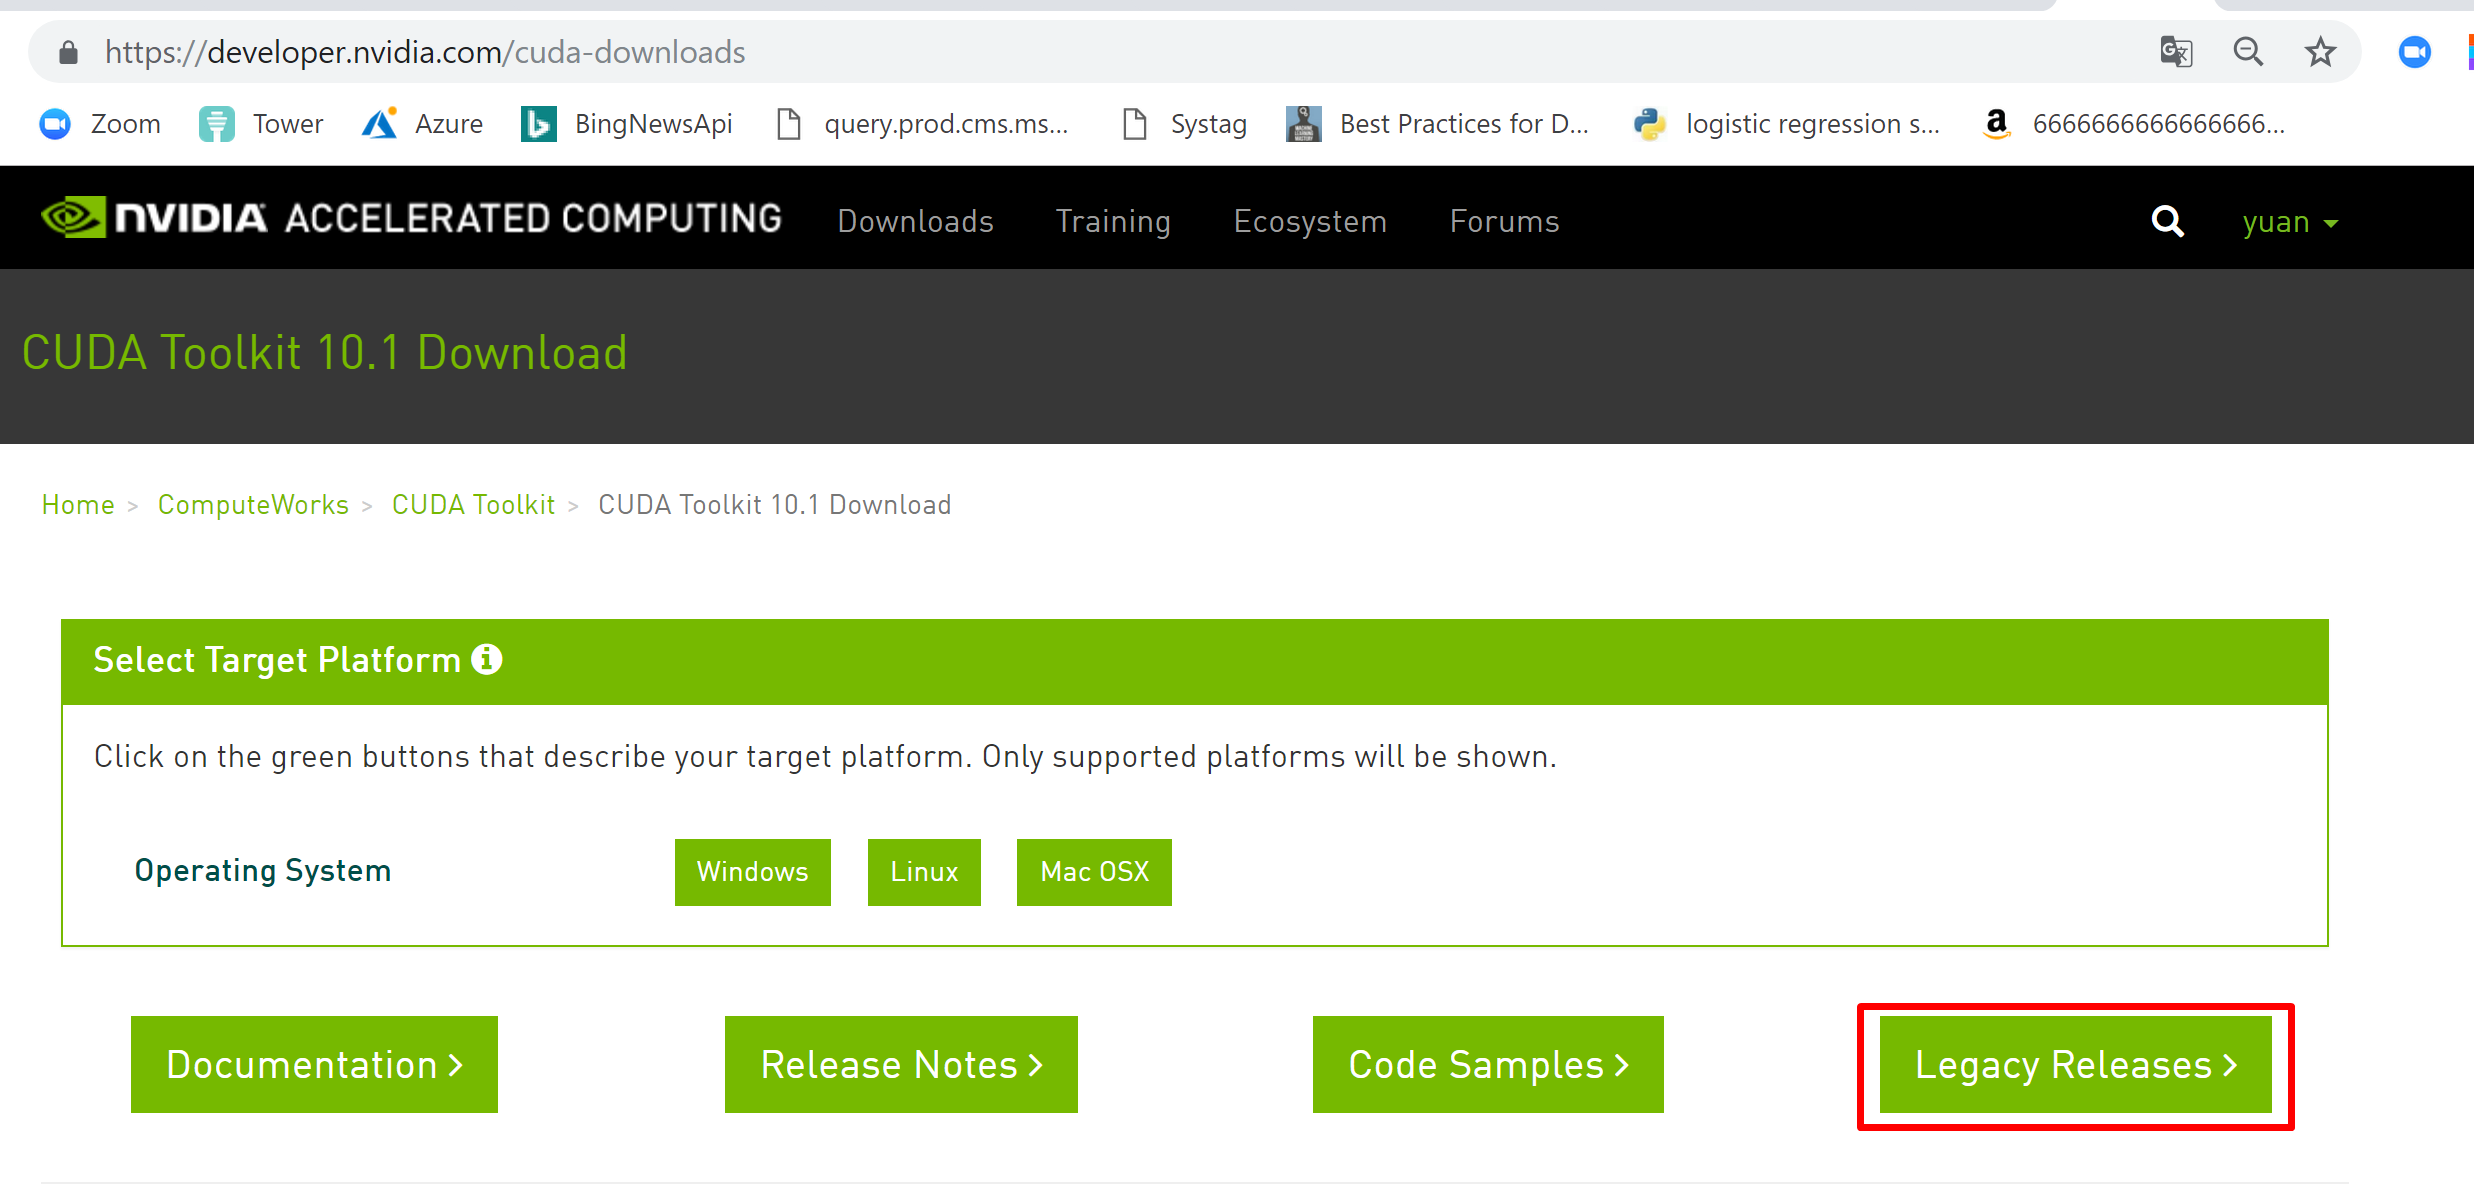 https://developer.nvidia.com/cuda-downloads
Zoom Tower Azure BingNewsApi query.prod.cms.ms... Systag Best Practices for D... logistic regression s... 6666666666666666...
NVIDIA ACCELERATED COMPUTING Downloads Training Ecosystem Forums yuan
CUDA Toolkit 10.1 Download
Home > ComputeWorks > CUDA Toolkit > CUDA Toolkit 10.1 Download
Select Target Platform
Click on the green buttons that describe your target platform. Only supported platforms will be shown.
Operating System Windows Linux Mac OSX
Documentation > Release Notes > Code Samples > Legacy Releases >